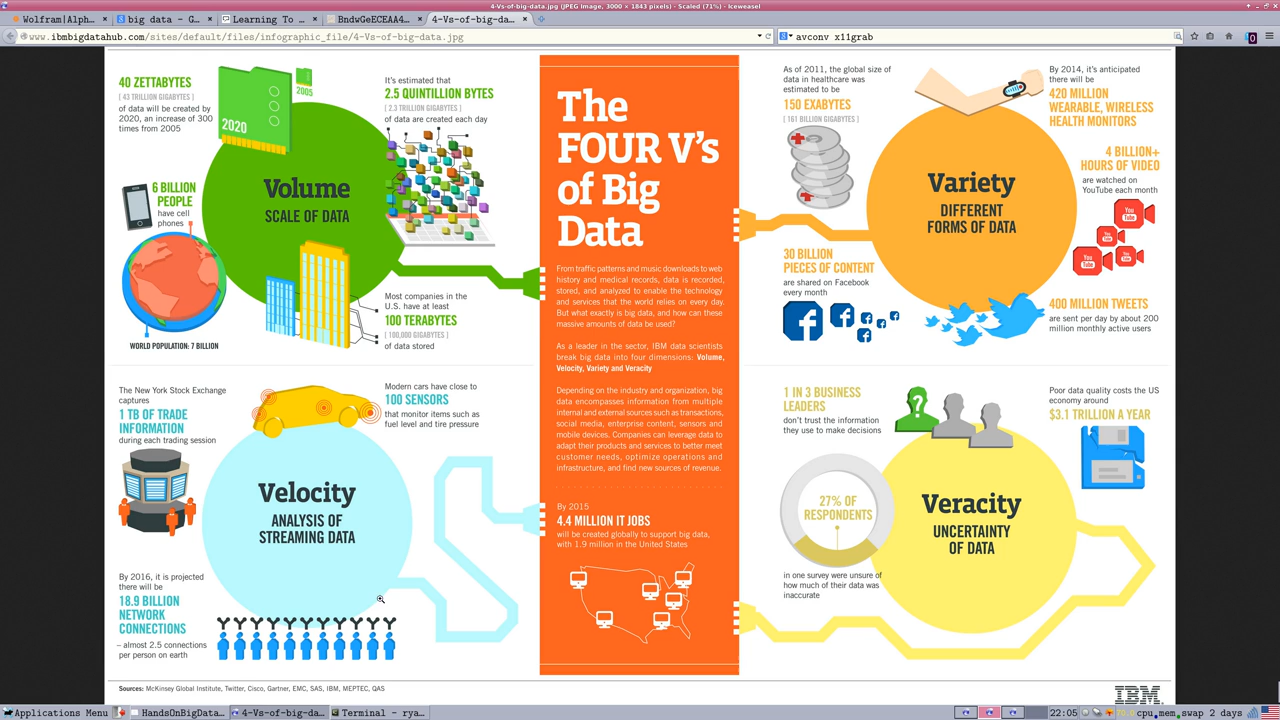 4-Vs-of-big-data.jpg (JPEG Image, 3000 × 1843 pixels) - Scaled (71%) - Iceweasel
Wolfram|Alph...
big data - G...
Learning To ...
BndwGeECEAA4...
4-Vs-of-big-dat...
www.ibmbigdatahub.com/sites/default/files/infographic_file/4-Vs-of-big-data.jpg
avconv x11grab
0
40 ZETTABYTES
[ 43 TRILLION GIGABYTES ]
of data will be created by
2020, an increase of 300
times from 2005
2020
2005
It's estimated that
2.5 QUINTILLION BYTES
[ 2.3 TRILLION GIGABYTES ]
of data are created each day
Volume
SCALE OF DATA
6 BILLION
PEOPLE
have cell
phones
WORLD POPULATION: 7 BILLION
Most companies in the
U.S. have at least
100 TERABYTES
[ 100,000 GIGABYTES ]
of data stored
The New York Stock Exchange
captures
1 TB OF TRADE
INFORMATION
during each trading session
Modern cars have close to
100 SENSORS
that monitor items such as
fuel level and tire pressure
Velocity
ANALYSIS OF
STREAMING DATA
By 2016, it is projected
there will be
18.9 BILLION
NETWORK
CONNECTIONS
– almost 2.5 connections
per person on earth
The
FOUR V's
of Big
Data
From traffic patterns and music downloads to web
history and medical records, data is recorded,
stored, and analyzed to enable the technology
and services that the world relies on every day.
But what exactly is big data, and how can these
massive amounts of data be used?
As a leader in the sector, IBM data scientists
break big data into four dimensions: Volume,
Velocity, Variety and Veracity
Depending on the industry and organization, big
data encompasses information from multiple
internal and external sources such as transactions,
social media, enterprise content, sensors and
mobile devices. Companies can leverage data to
adapt their products and services to better meet
customer needs, optimize operations and
infrastructure, and find new sources of revenue.
By 2015
4.4 MILLION IT JOBS
will be created globally to support big data,
with 1.9 million in the United States
As of 2011, the global size of
data in healthcare was
estimated to be
150 EXABYTES
[ 161 BILLION GIGABYTES ]
By 2014, it's anticipated
there will be
420 MILLION
WEARABLE, WIRELESS
HEALTH MONITORS
Variety
DIFFERENT
FORMS OF DATA
4 BILLION+
HOURS OF VIDEO
are watched on
YouTube each month
You
Tube
You
Tube
You
Tube
You
Tube
30 BILLION
PIECES OF CONTENT
are shared on Facebook
every month
400 MILLION TWEETS
are sent per day by about 200
million monthly active users
1 IN 3 BUSINESS
LEADERS
don't trust the information
they use to make decisions
?
Poor data quality costs the US
economy around
$3.1 TRILLION A YEAR
27% OF
RESPONDENTS
in one survey were unsure of
how much of their data was
inaccurate
Veracity
UNCERTAINTY
OF DATA
Sources: McKinsey Global Institute, Twitter, Cisco, Gartner, EMC, SAS, IBM, MEPTEC, QAS
IBM
Applications Menu
HandsOnBigData...
4-Vs-of-big-da...
Terminal - rya...
22:05
cpu mem swap 2 days